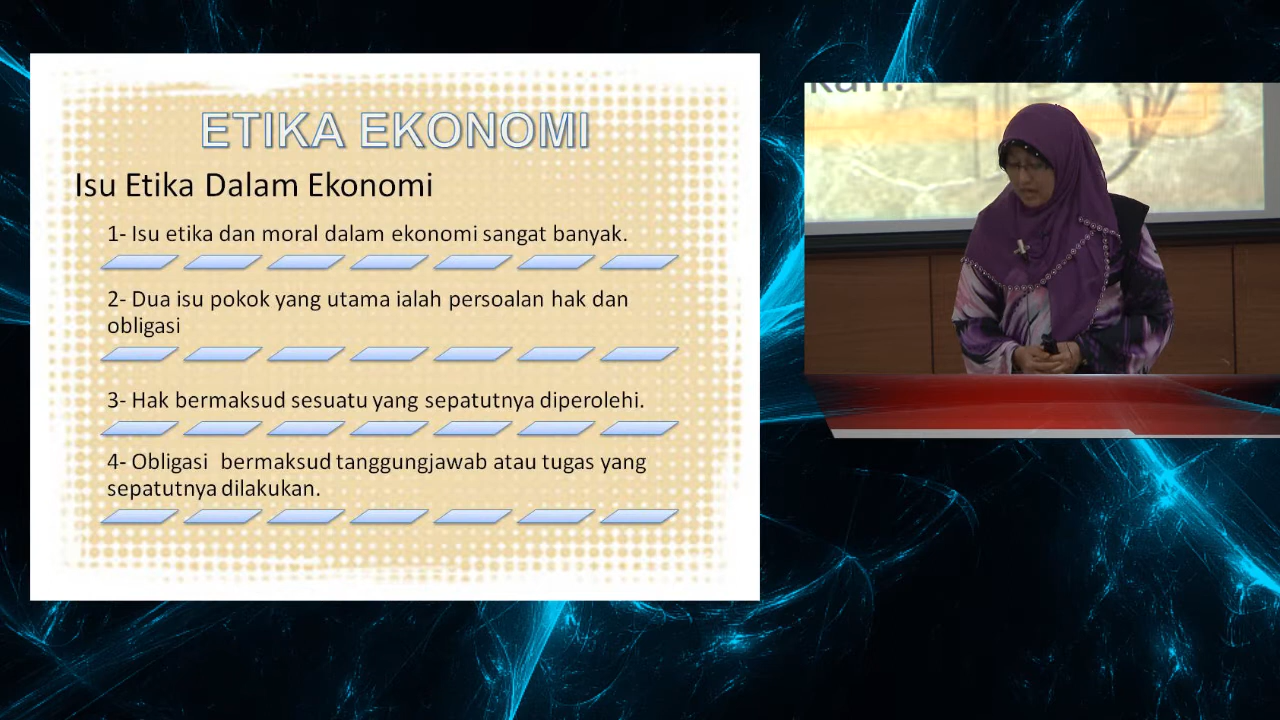 ETIKA EKONOMI
Isu Etika Dalam Ekonomi
1- Isu etika dan moral dalam ekonomi sangat banyak.
2- Dua isu pokok yang utama ialah persoalan hak dan
obligasi
3- Hak bermaksud sesuatu yang sepatutnya diperolehi.
4- Obligasi  bermaksud tanggungjawab atau tugas yang
sepatutnya dilakukan.